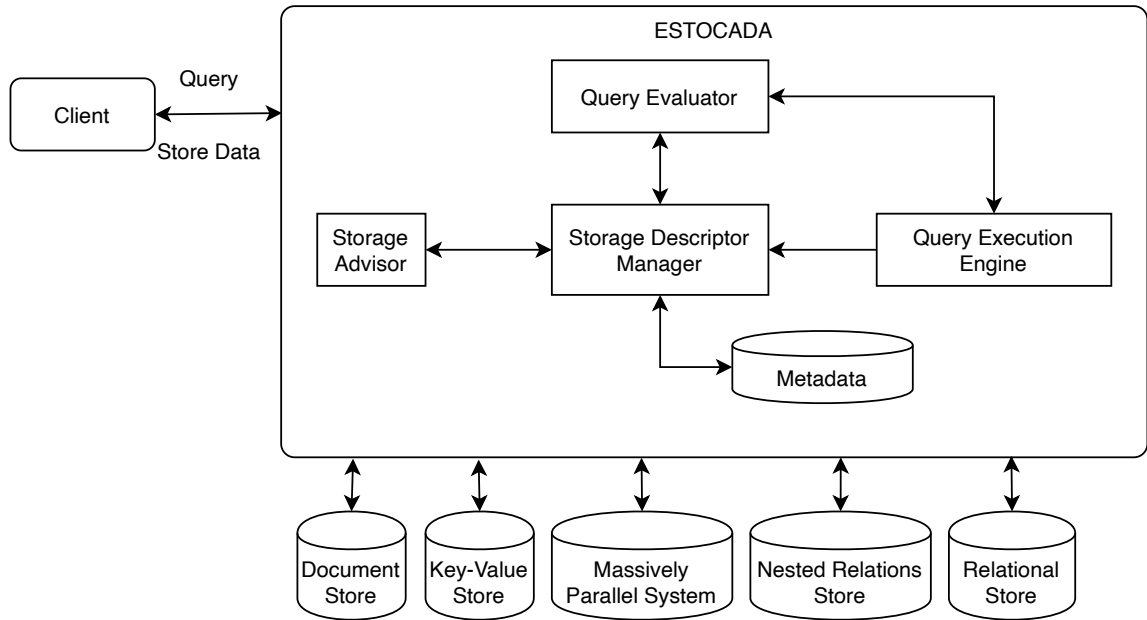 ESTOCADA
Query
Client
Store Data
Query Evaluator
Storage
Advisor
Storage Descriptor
Manager
Query Execution
Engine
Metadata
Document
Store
Key-Value
Store
Massively
Parallel System
Nested Relations
Store
Relational
Store